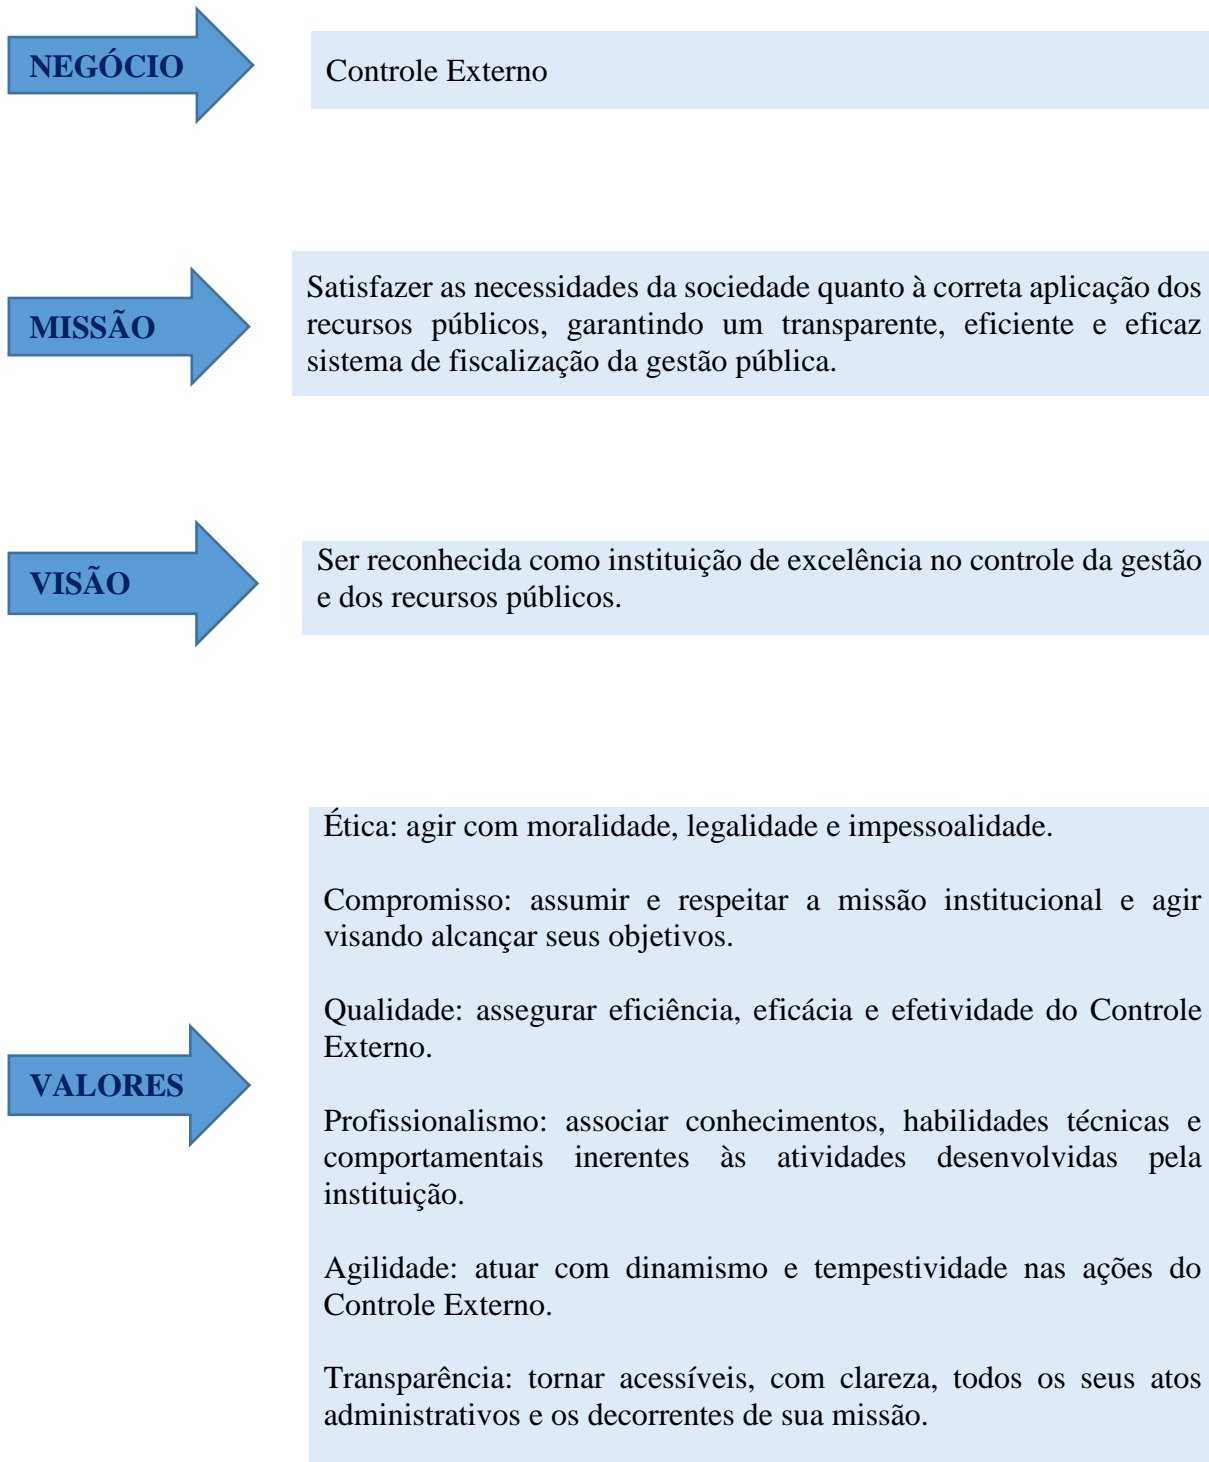 NEGÓCIO
Controle Externo
MISSÃO
Satisfazer as necessidades da sociedade quanto à correta aplicação dos
recursos públicos, garantindo um transparente, eficiente e eficaz
sistema de fiscalização da gestão pública.
VISÃO
Ser reconhecida como instituição de excelência no controle da gestão
e dos recursos públicos.
VALORES
Ética: agir com moralidade, legalidade e impessoalidade.
Compromisso: assumir e respeitar a missão institucional e agir
visando alcançar seus objetivos.
Qualidade: assegurar eficiência, eficácia e efetividade do Controle
Externo.
Profissionalismo: associar conhecimentos, habilidades técnicas e
comportamentais inerentes às atividades desenvolvidas pela
instituição.
Agilidade: atuar com dinamismo e tempestividade nas ações do
Controle Externo.
Transparência: tornar acessíveis, com clareza, todos os seus atos
administrativos e os decorrentes de sua missão.